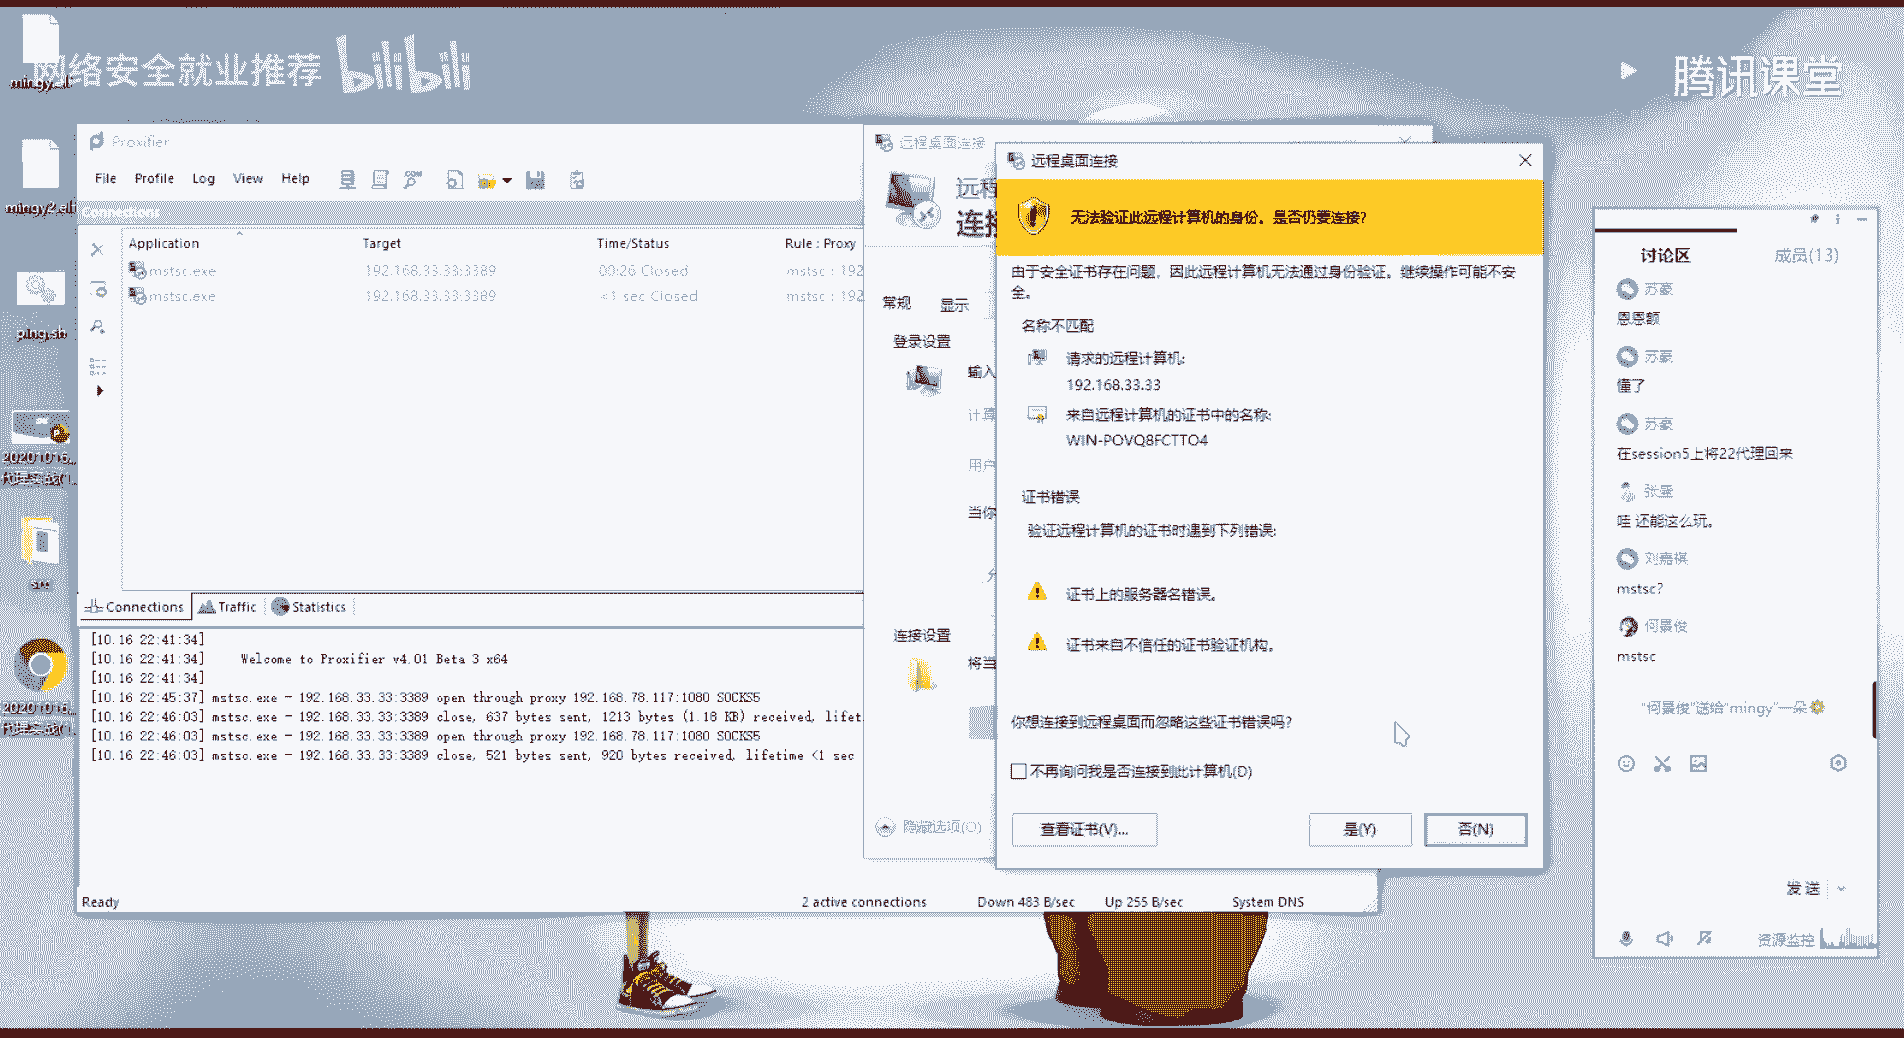 网络安全就业推荐
bilibili
腾讯课堂
mingy2.elf
ping.sh
src
Proxifier
File Profile Log View Help
Connections
Application Target Time/Status Rule : Proxy
mstsc.exe 192.168.33.33:3389 00:26 Closed mstsc : 192
mstsc.exe 192.168.33.33:3389 <1 sec Closed mstsc : 192
Connections Traffic Statistics
[10.16 22:41:34]
[10.16 22:41:34] Welcome to Proxifier v4.01 Beta 3 x64
[10.16 22:41:34]
[10.16 22:45:37] mstsc.exe - 192.168.33.33:3389 open through proxy 192.168.78.117:1080 SOCKS5
[10.16 22:46:03] mstsc.exe - 192.168.33.33:3389 close, 637 bytes sent, 1213 bytes (1.18 KB) received, lifet
[10.16 22:46:03] mstsc.exe - 192.168.33.33:3389 open through proxy 192.168.78.117:1080 SOCKS5
[10.16 22:46:03] mstsc.exe - 192.168.33.33:3389 close, 521 bytes sent, 920 bytes received, lifetime <1 sec
Ready 2 active connections Down 483 B/sec Up 255 B/sec System DNS
远程桌面连接
远程
连接
常规 显示
登录设置
输入
计算
用户
当你
连接设置
将当
隐藏选项(O)
远程桌面连接
无法验证此远程计算机的身份。是否仍要连接?
由于安全证书存在问题，因此远程计算机无法通过身份验证。继续操作可能不安
全。
名称不匹配
请求的远程计算机:
192.168.33.33
来自远程计算机的证书中的名称:
WIN-POVQ8FCTTO4
证书错误
验证远程计算机的证书时遇到下列错误:
证书上的服务器名错误。
证书来自不信任的证书验证机构。
你想连接到远程桌面而忽略这些证书错误吗?
不再询问我是否连接到此计算机(D)
查看证书(V)... 是(Y) 否(N)
讨论区 成员(13)
苏豪
恩恩额
苏豪
懂了
苏豪
在session5上将22代理回来
哇 还能这么玩。
刘嘉祺
mstsc?
何景俊
mstsc
“何景俊”送给“mingy”一朵
发送
资源监控